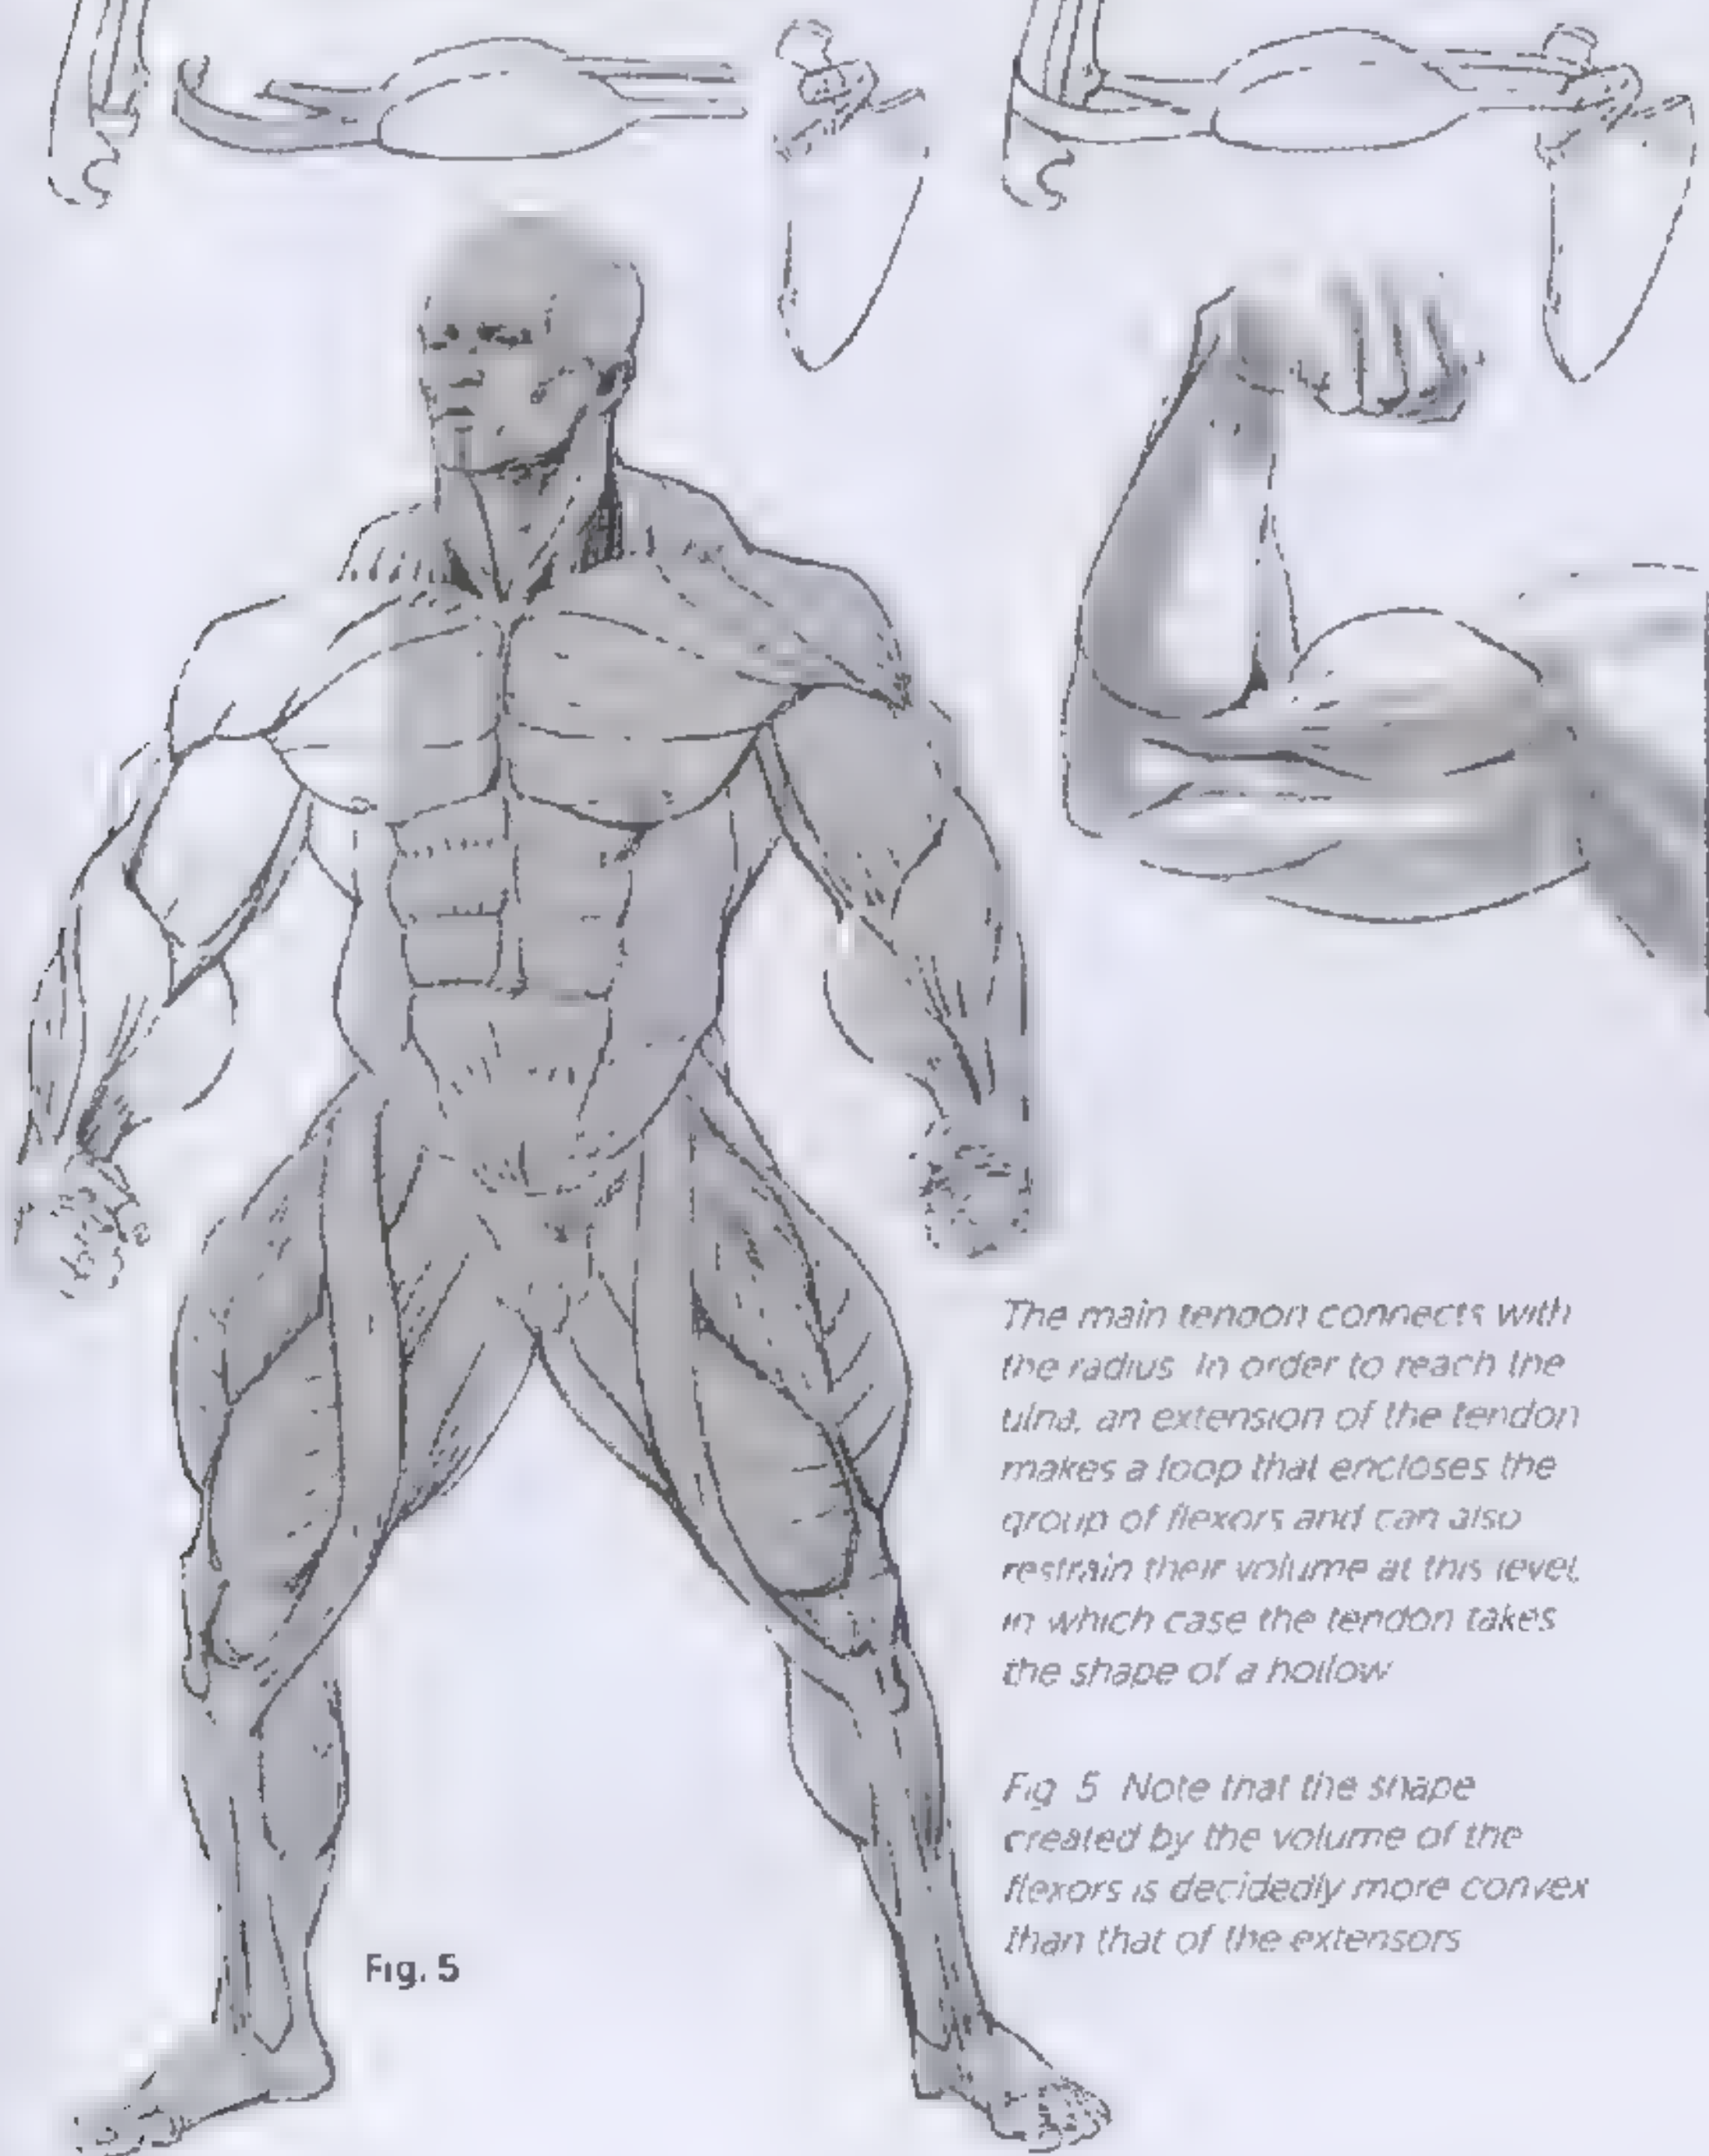 The main tendon connects with
the radius. In order to reach the
ulna, an extension of the tendon
makes a loop that encloses the
group of flexors and can also
restrain their volume at this level,
in which case the tendon takes
the shape of a hollow
Fig. 5 Note that the shape
created by the volume of the
flexors is decidedly more convex
than that of the extensors
Fig. 5